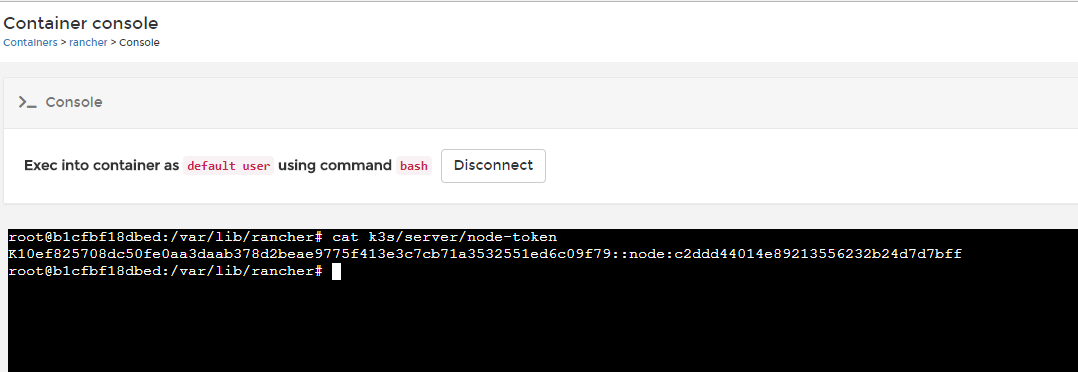 Container console
Containers > rancher > Console
Console
Exec into container as default user using command bash Disconnect
root@b1cfbf18dbed:/var/lib/rancher# cat k3s/server/node-token
K10ef825708dc50fe0aa3daab378d2beae9775f413e3c7cb71a3532551ed6c09f79::node:c2ddd44014e89213556232b24d7d7bff
root@b1cfbf18dbed:/var/lib/rancher#